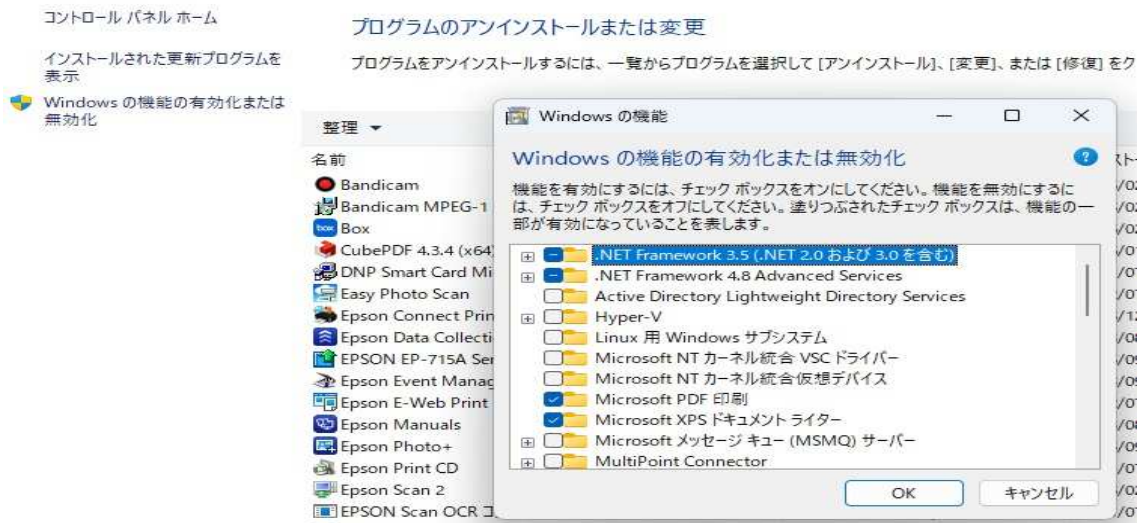 コントロール パネル ホーム
インストールされた更新プログラムを
表示
Windows の機能の有効化または
無効化
プログラムのアンインストールまたは変更
プログラムをアンインストールするには、一覧からプログラムを選択して [アンインストール]、[変更]、または [修復] をク
整理
名前
Bandicam
Bandicam MPEG-1
Box
CubePDF 4.3.4 (x64)
DNP Smart Card Mi
Easy Photo Scan
Epson Connect Prin
Epson Data Collecti
EPSON EP-715A Ser
Epson Event Manag
Epson E-Web Print
Epson Manuals
Epson Photo+
Epson Print CD
Epson Scan 2
EPSON Scan OCR コ
Windows の機能
Windows の機能の有効化または無効化
機能を有効にするには、チェック ボックスをオンにしてください。機能を無効にするに
は、チェック ボックスをオフにしてください。塗りつぶされたチェック ボックスは、機能の一
部が有効になっていることを表します。
.NET Framework 3.5 (.NET 2.0 および 3.0 を含む)
.NET Framework 4.8 Advanced Services
Active Directory Lightweight Directory Services
Hyper-V
Linux 用 Windows サブシステム
Microsoft NT カーネル統合 VSC ドライバー
Microsoft NT カーネル統合仮想デバイス
Microsoft PDF 印刷
Microsoft XPS ドキュメント ライター
Microsoft メッセージ キュー (MSMQ) サーバー
MultiPoint Connector
OK
キャンセル